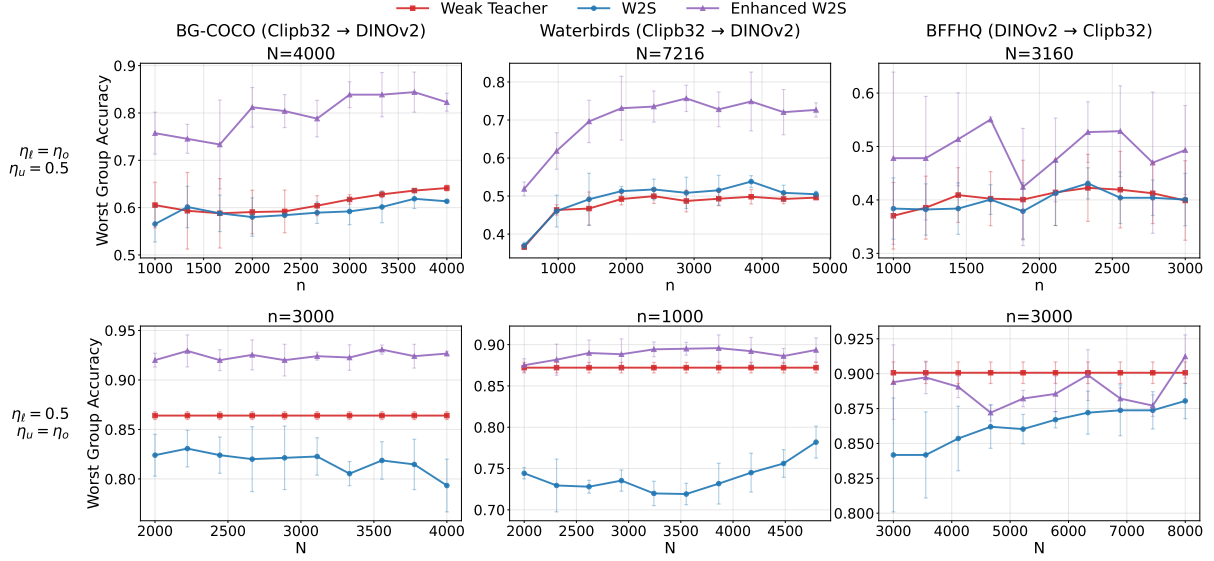 Weak Teacher W2S Enhanced W2S
BG-COCO (Clipb32 → DINOv2)
N=4000
Waterbirds (Clipb32 → DINOv2)
N=7216
BFFHQ (DINOv2 → Clipb32)
N=3160
ηℓ = ηo
ηu = 0.5
Worst Group Accuracy
0.9
0.8
0.7
0.6
0.5
1000 1500 2000 2500 3000 3500 4000
n
0.8
0.7
0.6
0.5
0.4
1000 2000 3000 4000 5000
n
0.6
0.5
0.4
0.3
1000 1500 2000 2500 3000
n
n=3000
n=1000
n=3000
ηℓ = 0.5
ηu = ηo
Worst Group Accuracy
0.95
0.90
0.85
0.80
2000 2500 3000 3500 4000
N
0.90
0.85
0.80
0.75
0.70
2000 2500 3000 3500 4000 4500
N
0.925
0.900
0.875
0.850
0.825
0.800
3000 4000 5000 6000 7000 8000
N